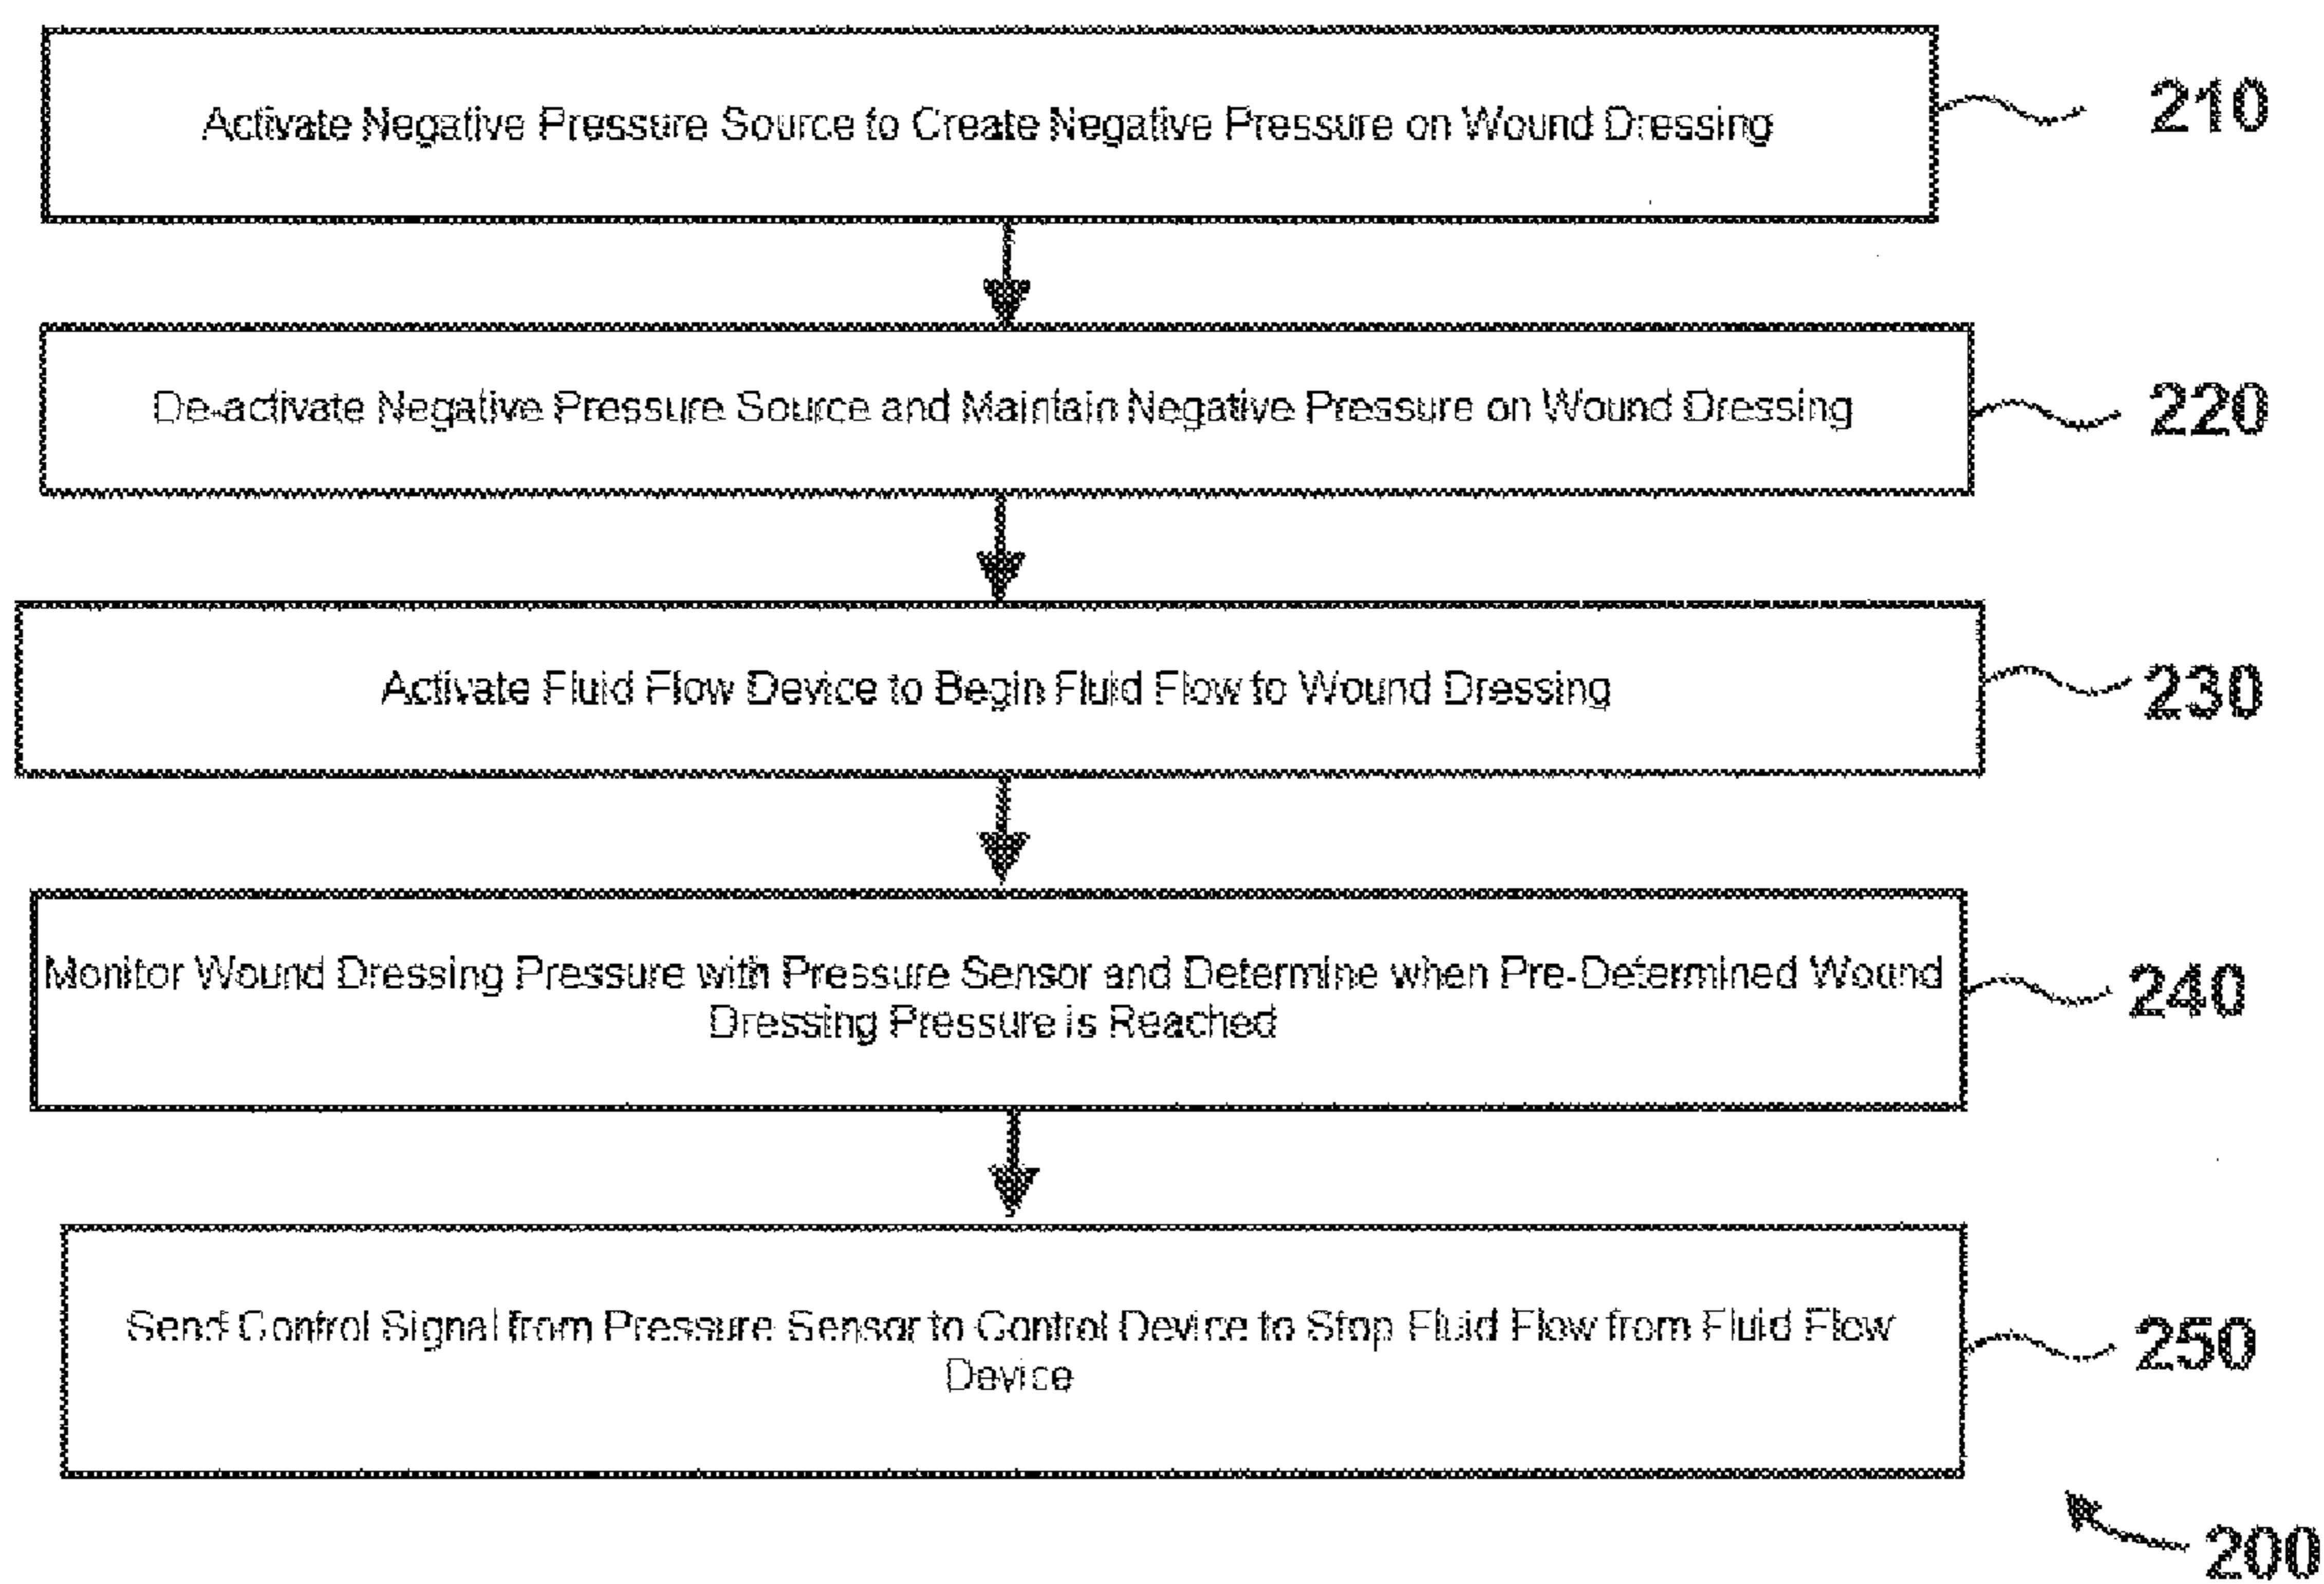 Activate Negative Pressure Source to Create Negative Pressure on Wound Dressing
210
De-activate Negative Pressure Source and Maintain Negative Pressure on Wound Dressing
220
Activate Fluid Flow Device to Begin Fluid Flow to Wound Dressing
230
Monitor Wound Dressing Pressure with Pressure Sensor and Determine when Pre-Determined Wound
Dressing Pressure is Reached
240
Send Control Signal from Pressure Sensor to Control Device to Stop Fluid Flow from Fluid Flow
Device
250
200